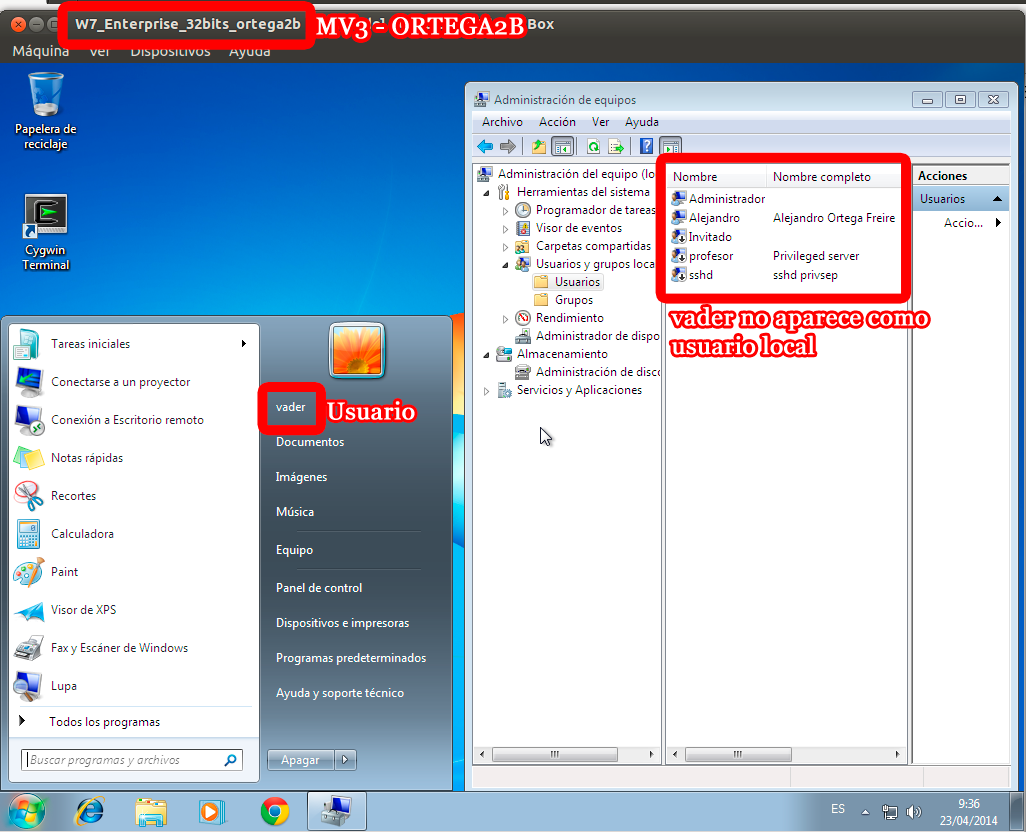 W7_Enterprise_32bits_ortega2b
MV3 - ORTEGA2B
Box
Máquina Ver Dispositivos Ayuda
Papelera de
reciclaje
Cygwin
Terminal
Tareas iniciales
Conectarse a un proyector
Conexión a Escritorio remoto
Notas rápidas
Recortes
Calculadora
Paint
Visor de XPS
Fax y Escáner de Windows
Lupa
Todos los programas
Buscar programas y archivos
vader
Usuario
Documentos
Imágenes
Música
Equipo
Panel de control
Dispositivos e impresoras
Programas predeterminados
Ayuda y soporte técnico
Apagar
Administración de equipos
Archivo Acción Ver Ayuda
Administración del equipo (lo
Herramientas del sistema
Programador de tareas
Visor de eventos
Carpetas compartidas
Usuarios y grupos loca
Usuarios
Grupos
Rendimiento
Administrador de dispo
Almacenamiento
Administración de disc
Servicios y Aplicaciones
Nombre Nombre completo
Administrador
Alejandro Alejandro Ortega Freire
Invitado
profesor Privileged server
sshd sshd privsep
vader no aparece como
usuario local
Acciones
Usuarios
Accio...
ES
9:36
23/04/2014